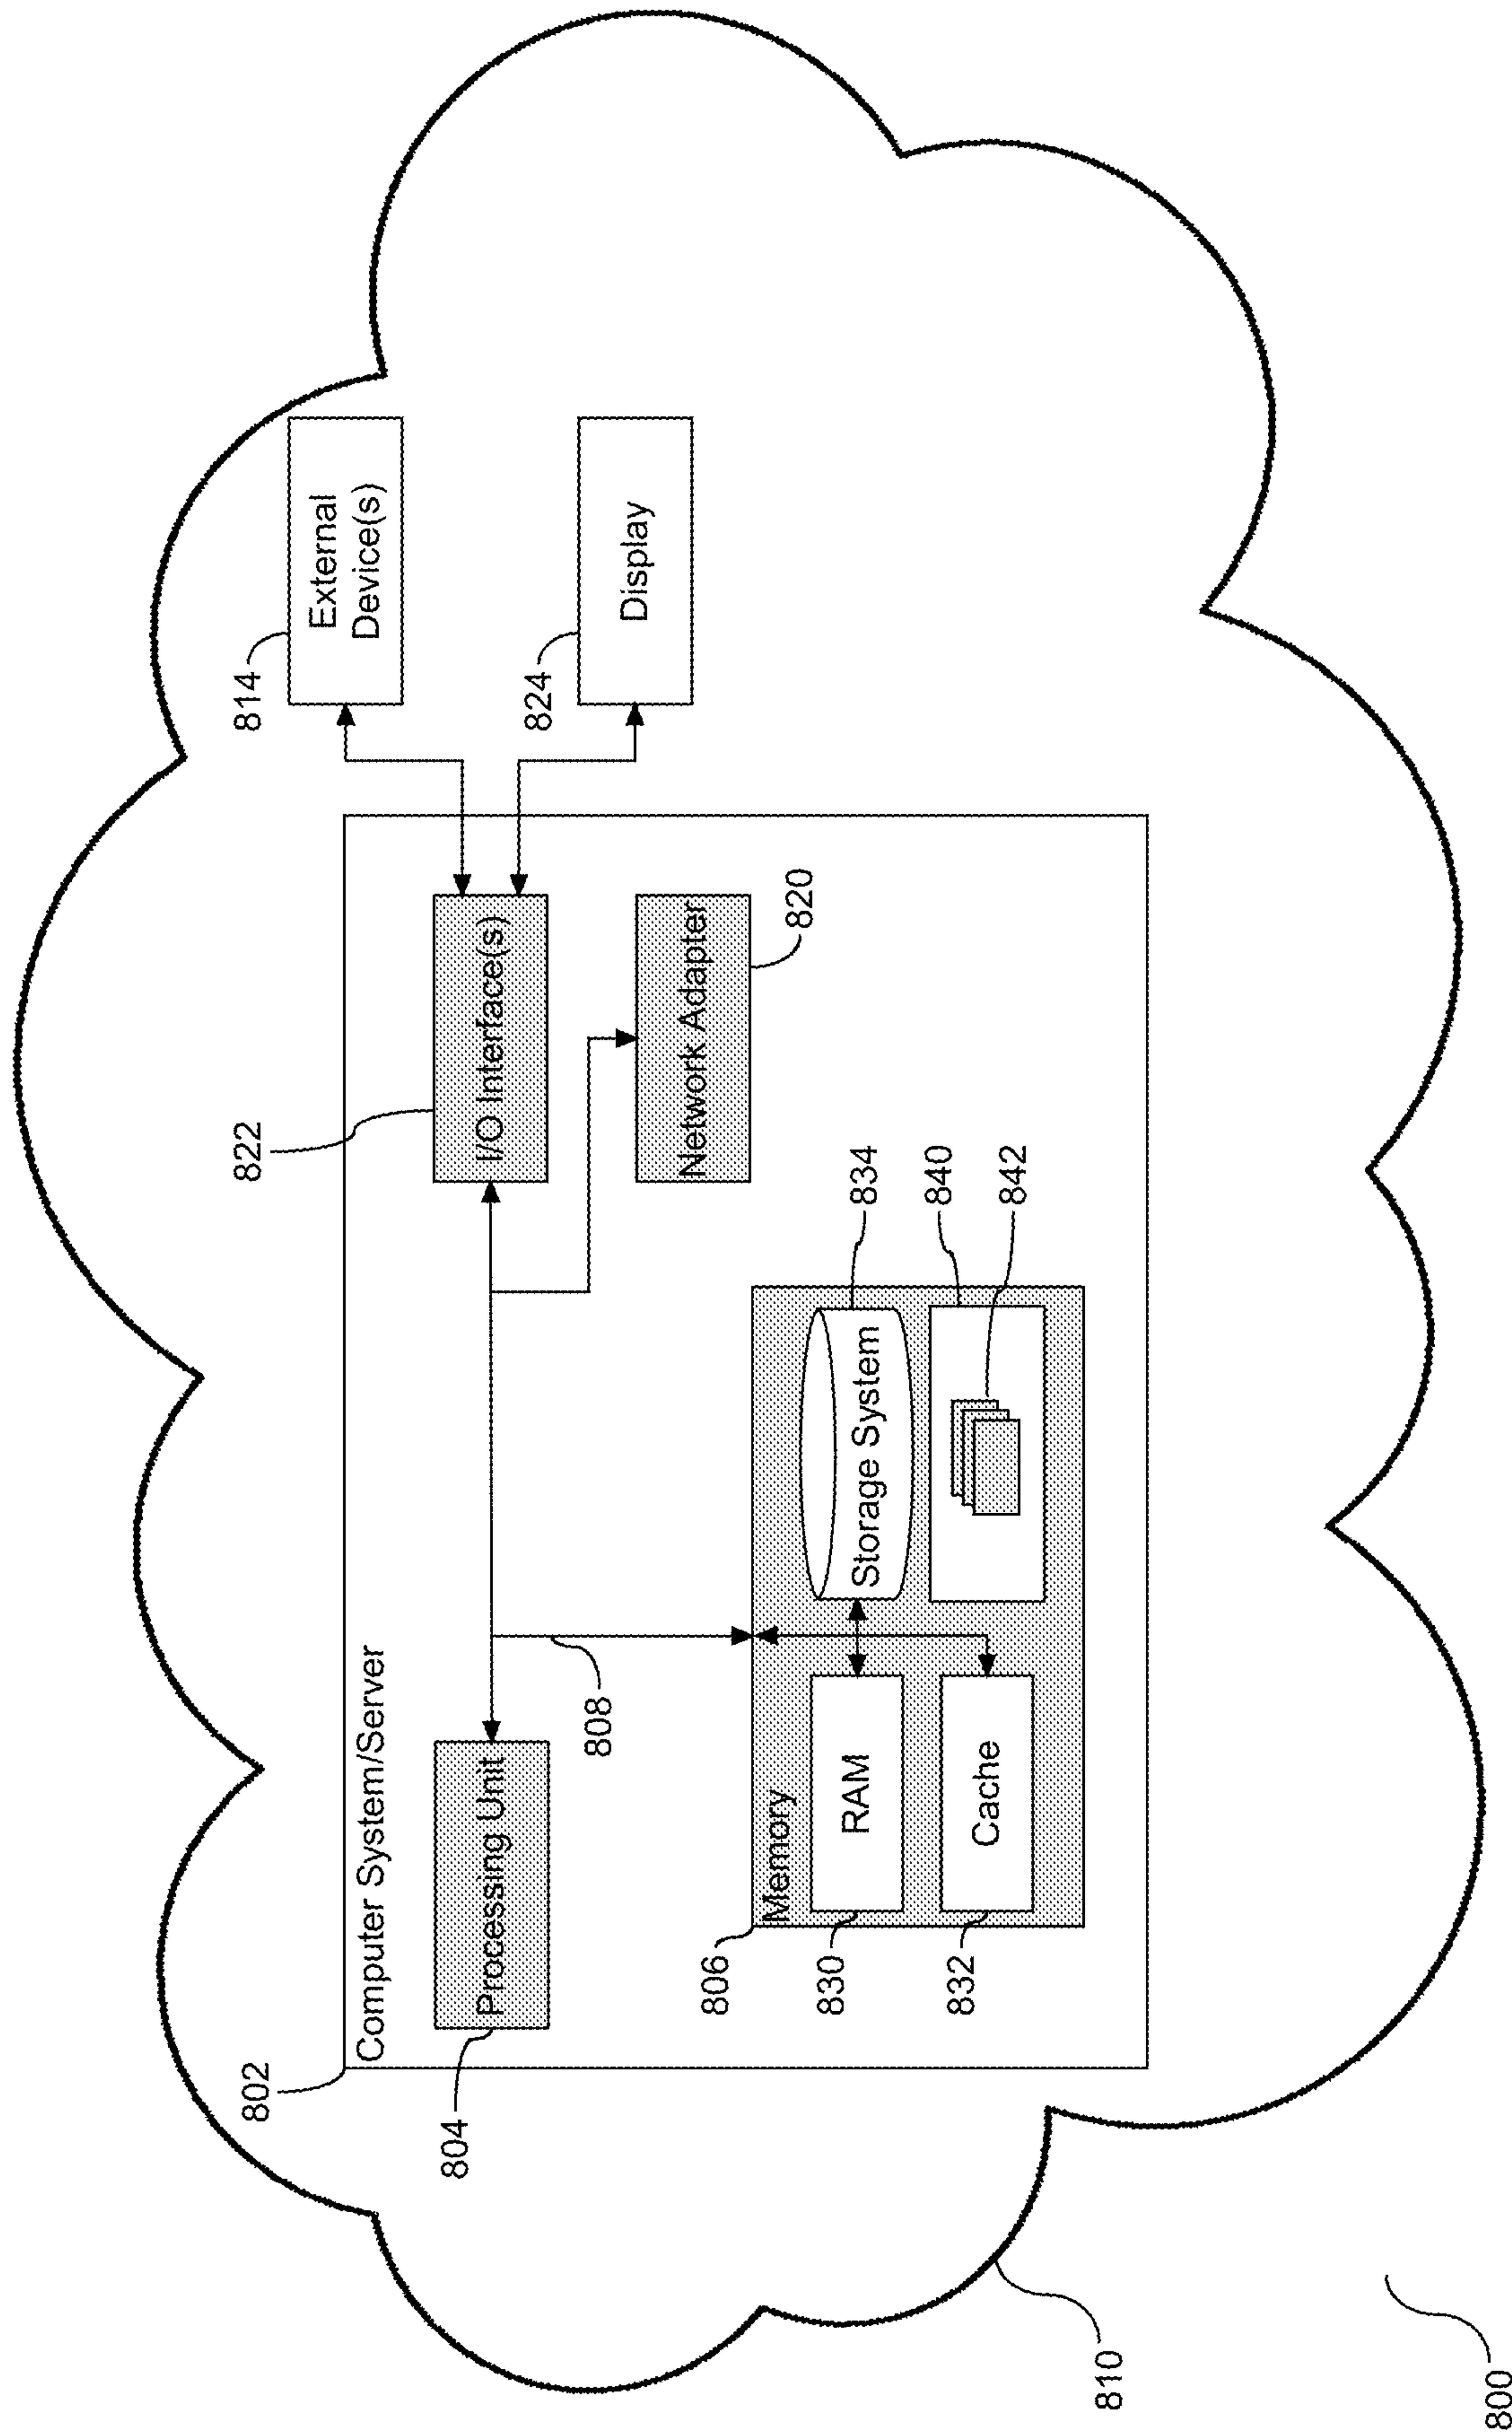 802
Computer System/Server
804
Processing Unit
822
I/O Interface(s)
814
External
Device(s)
808
824
Display
Network Adapter
820
806
Memory
830
RAM
Storage System
834
832
Cache
840
842
810
800